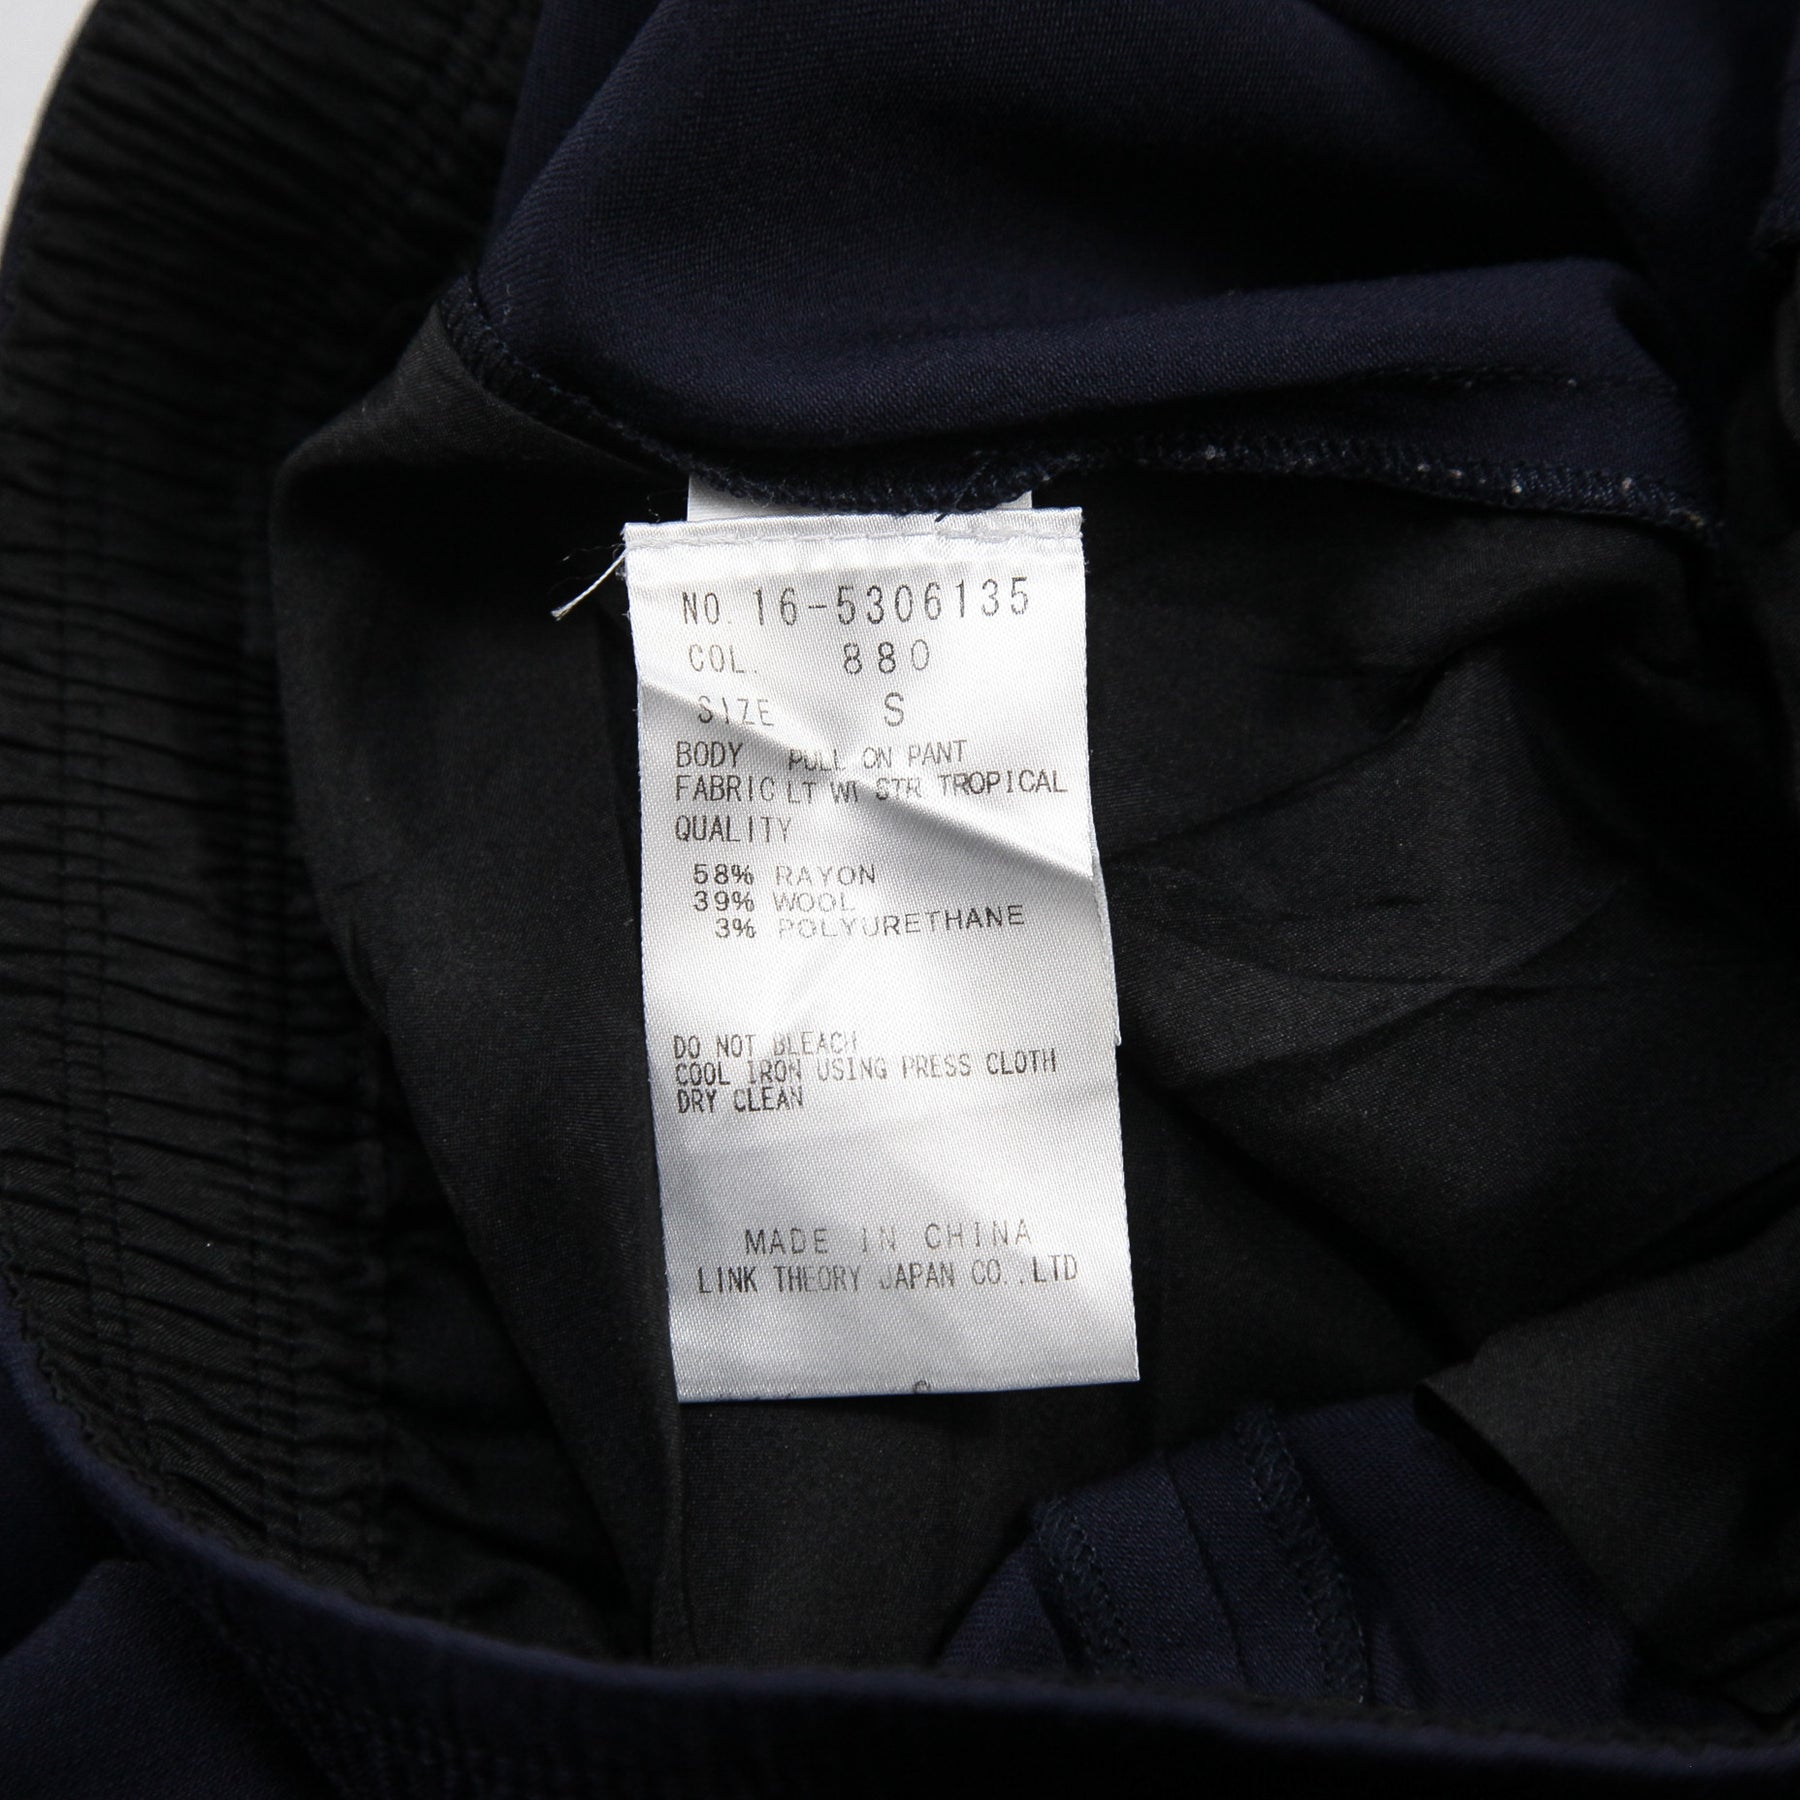 NO. 16-5306135
COL. 880
SIZE S
BODY PULL ON PANT
FABRIC LT WI STR TROPICAL
QUALITY
58% RAYON
39% WOOL
3% POLYURETHANE
DO NOT BLEACH
COOL IRON USING PRESS CLOTH
DRY CLEAN
MADE IN CHINA
LINK THEORY JAPAN CO.,LTD